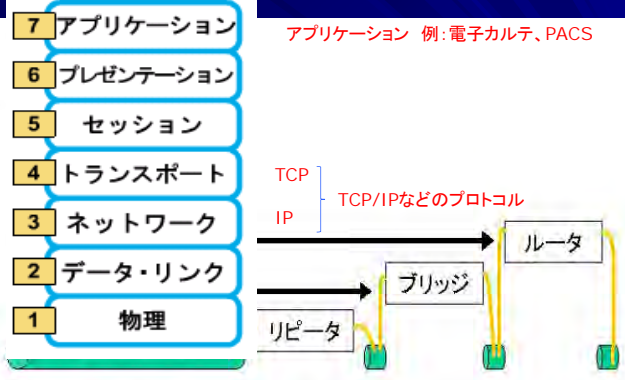 7 アプリケーション
アプリケーション 例:電子カルテ、PACS
6 プレゼンテーション
5 セッション
4 トランスポート
TCP
TCP/IPなどのプロトコル
3 ネットワーク
IP
ルータ
2 データ・リンク
ブリッジ
1 物理
リピータ